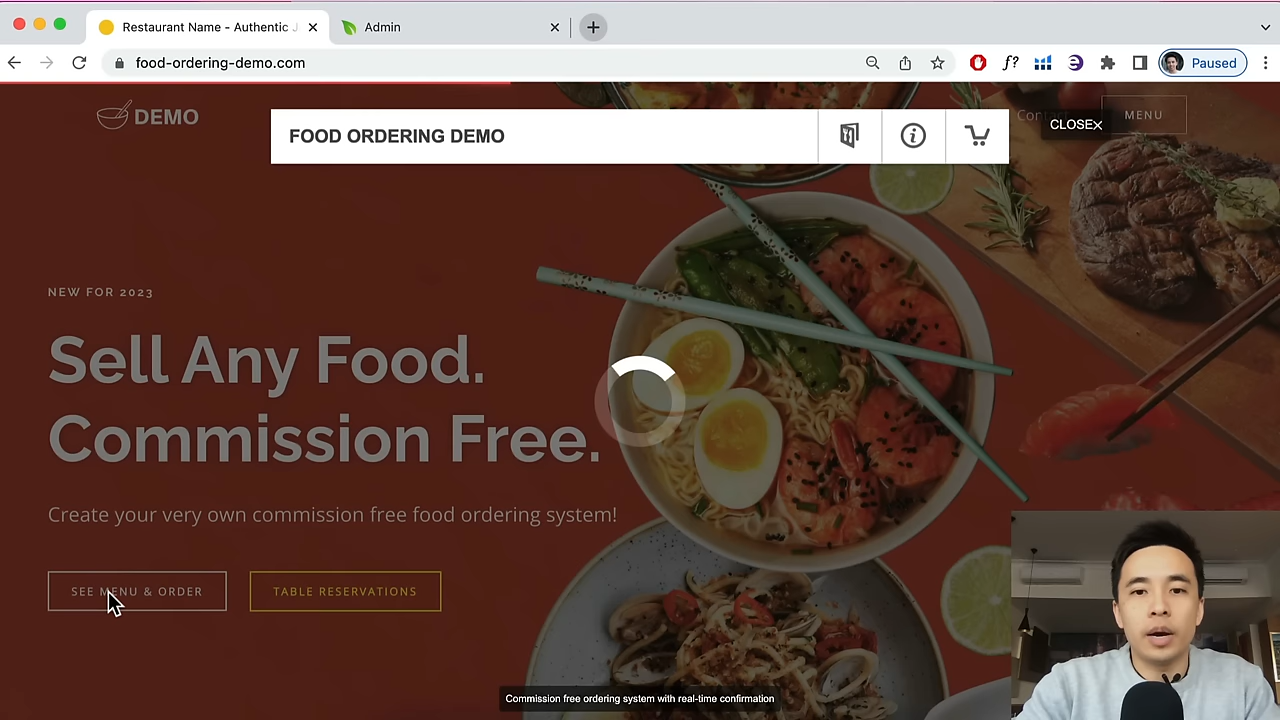 Restaurant Name - Authentic J
Admin
food-ordering-demo.com
f?
Paused
DEMO
FOOD ORDERING DEMO
CLOSE
MENU
NEW FOR 2023
Sell Any Food.
Commission Free.
Create your very own commission free food ordering system!
SEE MENU & ORDER
TABLE RESERVATIONS
Commission free ordering system with real-time confirmation